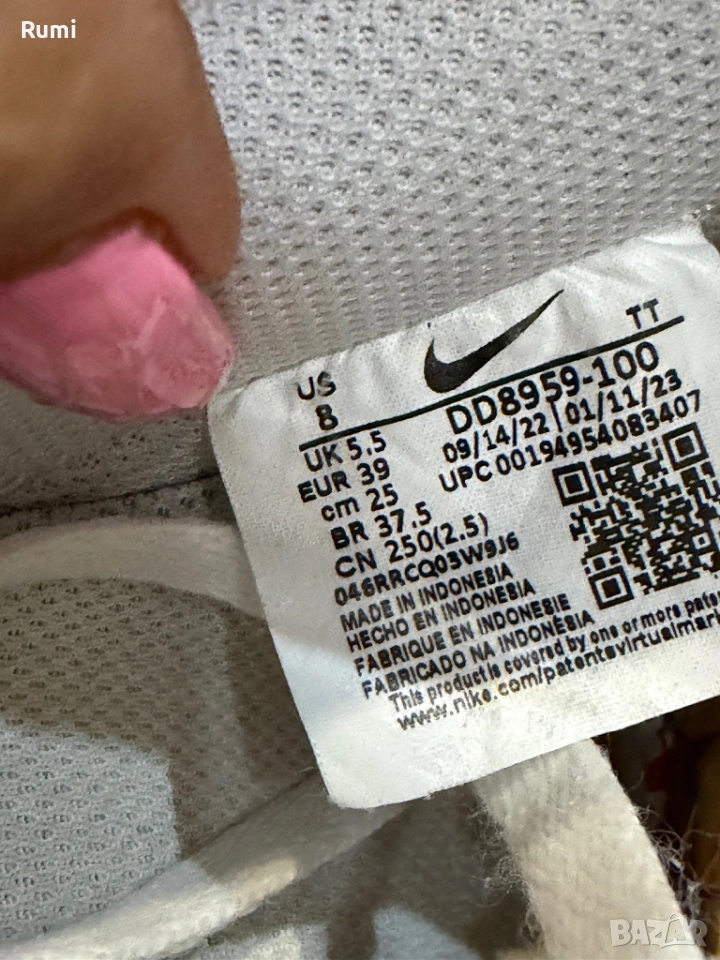 Rumi
US
8
TT
DD8959-100
09/14/22 01/11/23
UPC 00194954083407
UK 5.5
EUR 39
cm 25
BR 37.5
CN 250(2.5)
046RRCQ03W9J6
MADE IN INDONESIA
HECHO EN INDONESIA
FABRIQUE EN INDONESIE
FABRICADO NA INDONÉSIA
This product is covered by one or more
www.nike.com/patentsvirtualmar
BAZAR